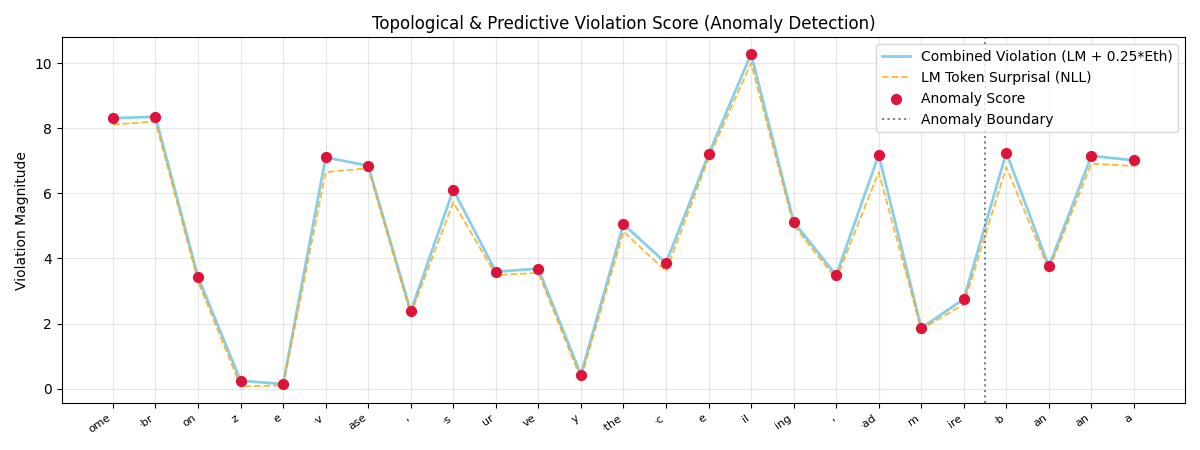 Topological & Predictive Violation Score (Anomaly Detection)
Violation Magnitude
10
8
6
4
2
0
Combined Violation (LM + 0.25*Eth)
LM Token Surprisal (NLL)
Anomaly Score
Anomaly Boundary
ome ·br on z e ·v ase , ·s ur ve y ·the ·c e il ing , ·ad m ire ·b an an a